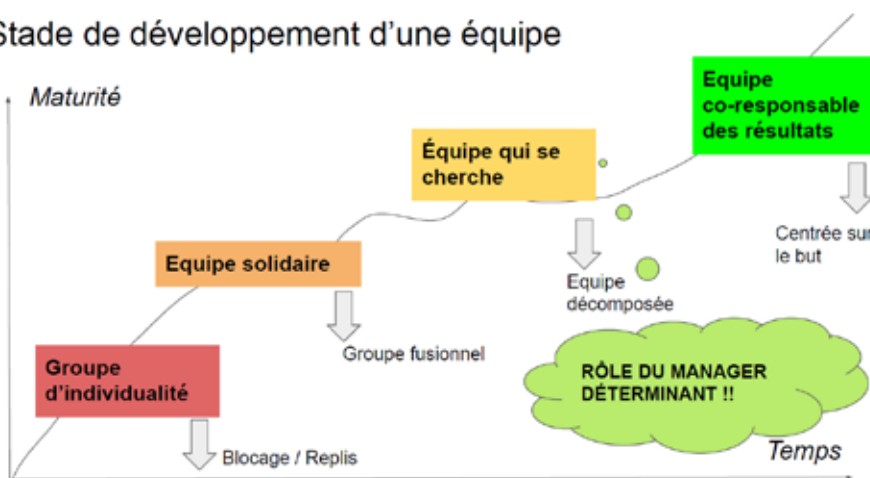 Stade de développement d'une équipe
Maturité
Equipe
co-responsable
des résultats
Équipe qui se
cherche
Centrée sur
le but
Equipe solidaire
Equipe
décomposée
Groupe fusionnel
Groupe
d'individualité
RÔLE DU MANAGER
DÉTERMINANT !!
Temps
Blocage / Replis